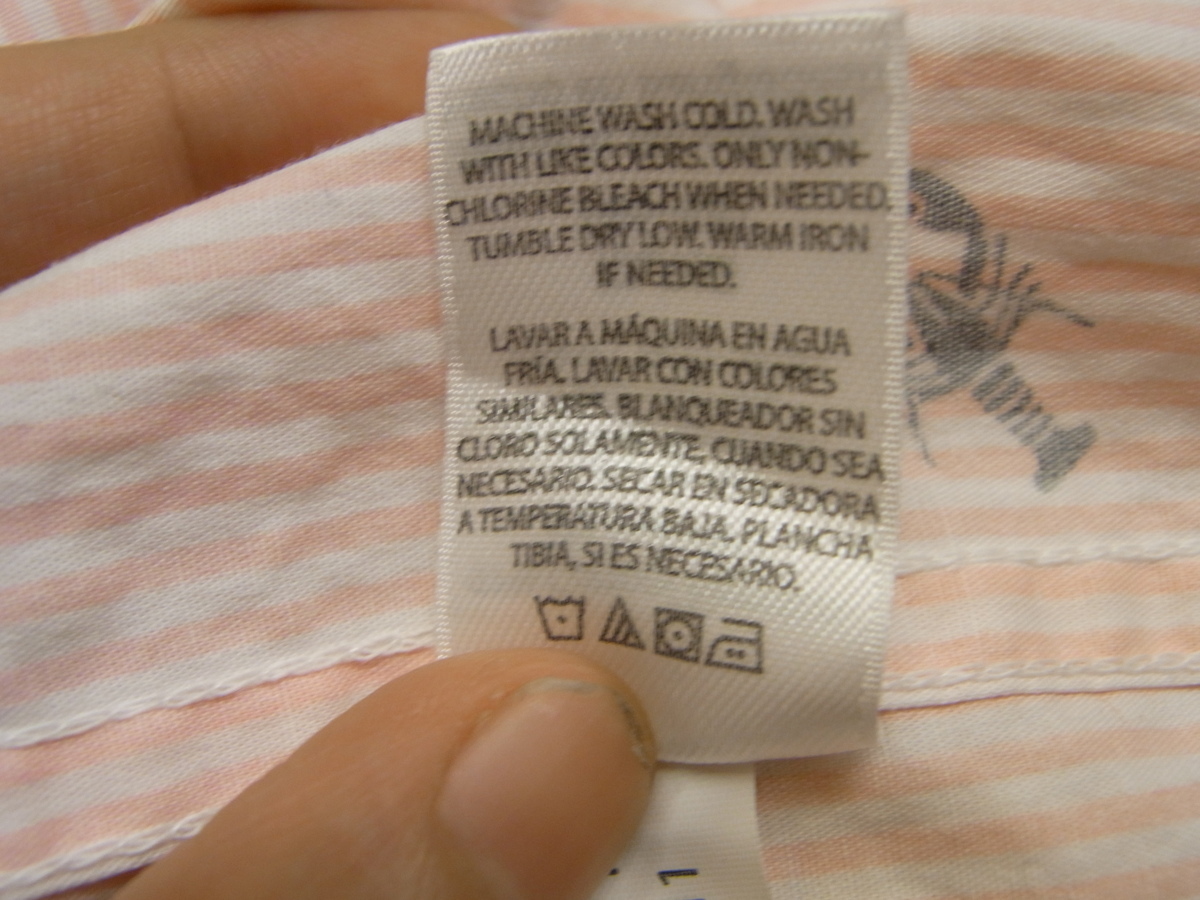 MACHINE WASH COLD. WASH
WITH LIKE COLORS. ONLY NON-
CHLORINE BLEACH WHEN NEEDED.
TUMBLE DRY LOW. WARM IRON
IF NEEDED.
LAVAR A MÁQUINA EN AGUA
FRÍA. LAVAR CON COLORES
SIMILARES. BLANQUEADOR SIN
CLORO SOLAMENTE, CUANDO SEA
NECESARIO. SECAR EN SECADORA
A TEMPERATURA BAJA. PLANCHA
TIBIA, SI ES NECESARIO.
1